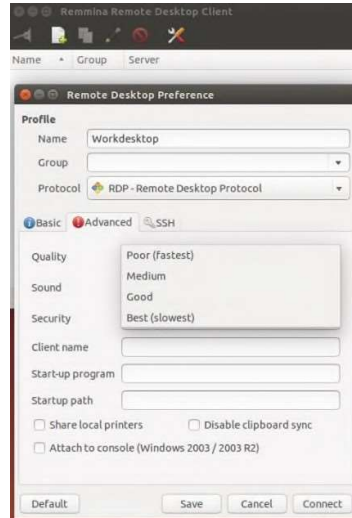 Remmina Remote Desktop Client
Name Group Server
Remote Desktop Preference
Profile
Name Workdesktop
Group
Protocol RDP - Remote Desktop Protocol
Basic Advanced SSH
Quality
Poor (fastest)
Medium
Sound
Good
Security
Best (slowest)
Client name
Start-up program
Startup path
Share local printers Disable clipboard sync
Attach to console (Windows 2003 / 2003 R2)
Default Save Cancel Connect